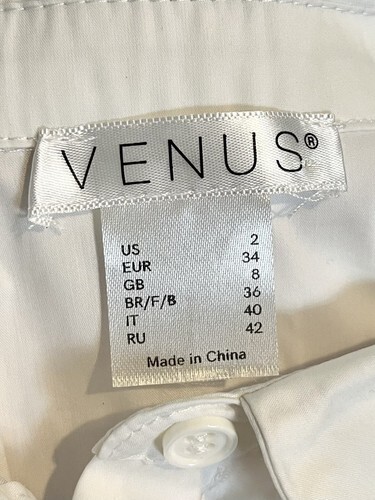 VENUS®
US 2
EUR 34
GB 8
BR/F/B 36
IT 40
RU 42
Made in China